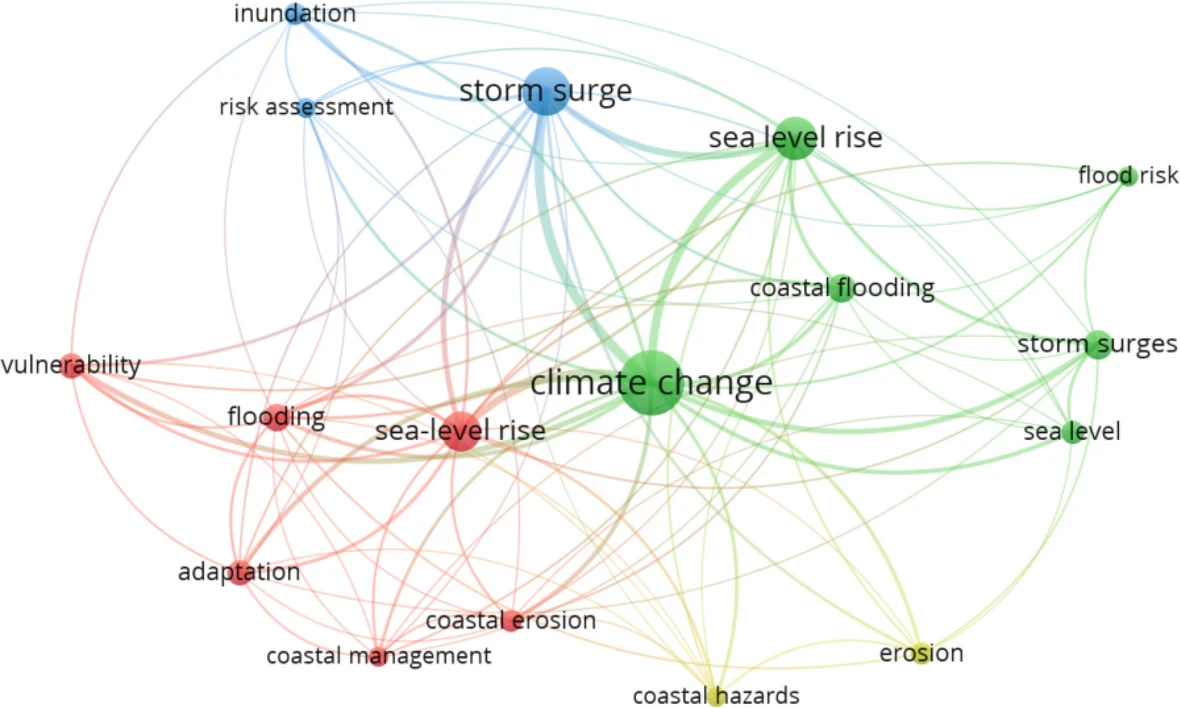 inundation
storm surge
risk assessment
sea level rise
flood risk
coastal flooding
storm surges
vulnerability
climate change
flooding
sea-level rise
sea level
adaptation
coastal erosion
coastal management
erosion
coastal hazards